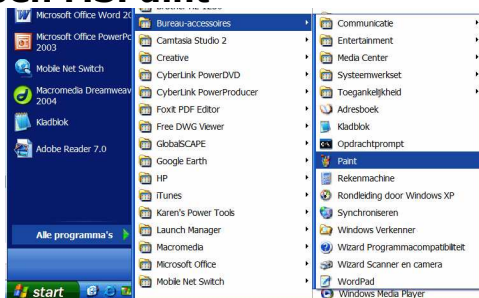 Microsoft Office Word 20
Microsoft Office PowerPo
2003
Mobile Net Switch
Macromedia Dreamweav
2004
Kladblok
Adobe Reader 7.0
Alle programma's
start
Bureau-accessoires
Camtasia Studio 2
Creative
CyberLink PowerDVD
CyberLink PowerProducer
Foxit PDF Editor
Free DWG Viewer
GlobalSCAPE
Google Earth
HP
iTunes
Karen's Power Tools
Launch Manager
Macromedia
Microsoft Office
Mobile Net Switch
Communicatie
Entertainment
Media Center
Systeemwerkset
Toegankelijkheid
Adresboek
Kladblok
Opdrachtprompt
Paint
Rekenmachine
Rondleiding door Windows XP
Synchroniseren
Windows Verkenner
Wizard Programmacompatibiliteit
Wizard Scanner en camera
WordPad
Windows Media Player